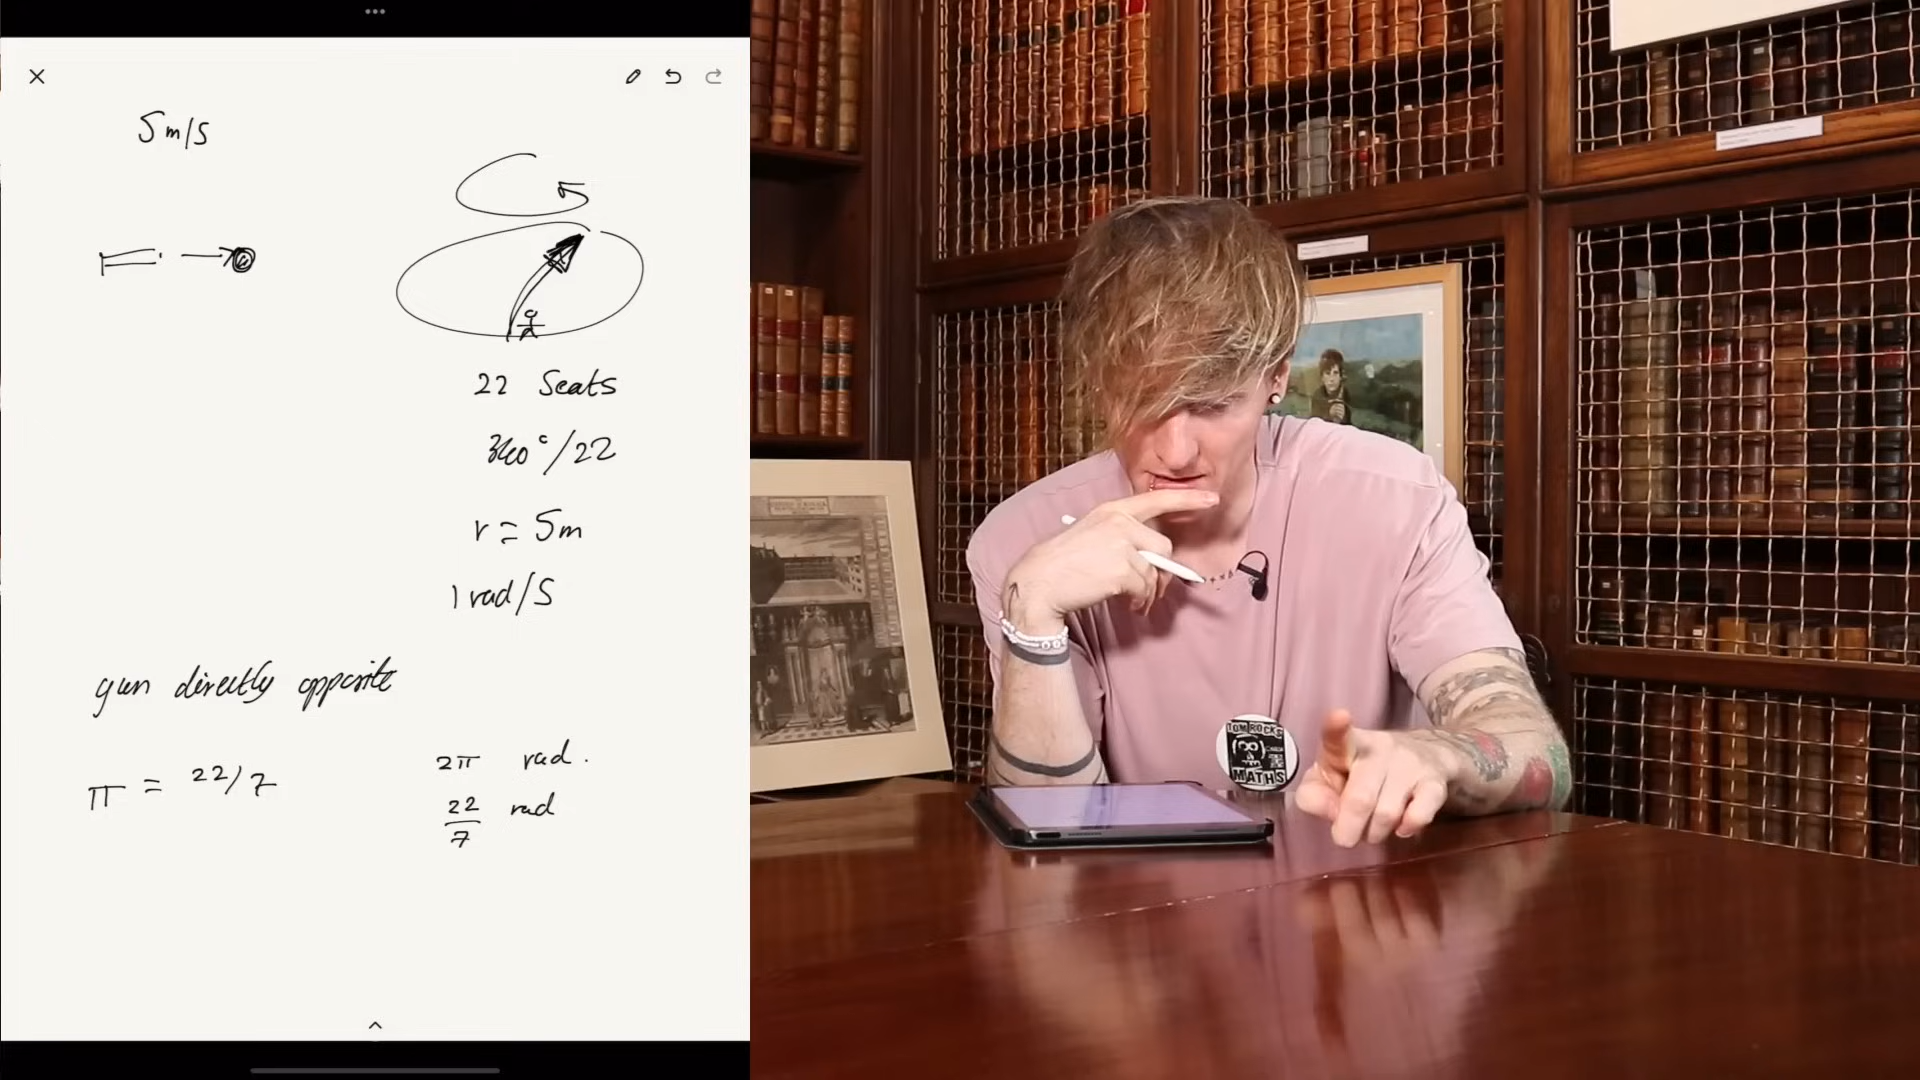 5m/s
22 Seats
360°/22
r = 5m
1 rad/s
gun directly opposite
π = 22/7
2π rad.
22/7 rad
TOM ROCKS
MATHS